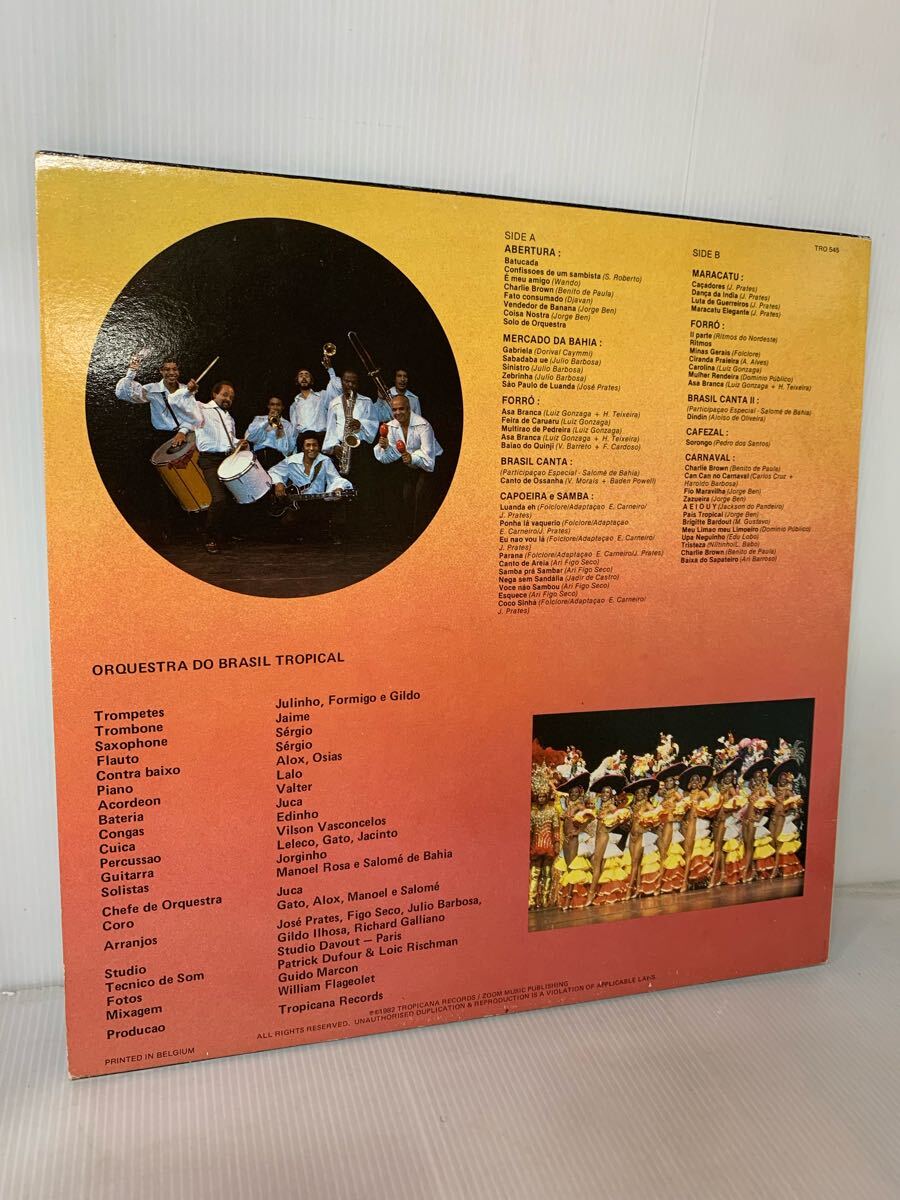 SIDE A
ABERTURA :
Batucada
Confissoes de um sambista (S. Roberto)
É meu amigo (Wando)
Charlie Brown (Benito de Paula)
Fato consumado (Djavan)
Vendedor de Banana (Jorge Ben)
Coisa Nostra (Jorge Ben)
Solo de Orquestra
MERCADO DA BAHIA :
Gabriela (Dorival Caymmi)
Sabadaba ue (Julio Barbosa)
Sinistro (Julio Barbosa)
Zebrinha (Julio Barbosa)
São Paulo de Luanda (José Prates)
FORRÓ :
Asa Branca (Luiz Gonzaga + H. Teixeira)
Feira de Caruaru (Luiz Gonzaga)
Multirao de Pedreira (Luiz Gonzaga)
Asa Branca (Luiz Gonzaga + H. Teixeira)
Baiao do Quinji (V. Barreto + F. Cardoso)
BRASIL CANTA :
(Participaçao Especial - Salomé de Bahia)
Canto de Ossanha (V. Morais + Baden Powell)
CAPOEIRA e SAMBA :
Luanda eh (Folclore/Adaptaçao E. Carneiro/
J. Prates)
Ponha lá vaquerio (Folclore/Adaptaçao
E. Carneiro/J. Prates)
Eu nao vou lá (Folclore/Adaptaçao E. Carneiro/
J. Prates)
Parana (Folclore/Adaptaçao E. Carneiro/J. Prates)
Canto de Areia (Ari Figo Seco)
Samba prá Sambar (Ari Figo Seco)
Nega sem Sandália (Jadir de Castro)
Voce não Sambou (Ari Figo Seco)
Esquece (Ari Figo Seco)
Coco Sinhá (Folclore/Adaptaçao E. Carneiro/
J. Prates)
TRO 545
SIDE B
MARACATU :
Caçadores (J. Prates)
Dança da India (J. Prates)
Luta de Guerreiros (J. Prates)
Maracatu Elegante (J. Prates)
FORRÓ :
II parte (Ritmos do Nordeste)
Ritmos
Minas Gerais (Folclore)
Ciranda Praieira (A. Alves)
Carolina (Luiz Gonzaga)
Mulher Rendeira (Dominio Público)
Asa Branca (Luiz Gonzaga + H. Teixeira)
BRASIL CANTA II :
(Participaçao Especial - Salomé de Bahia)
Dindin (Aloiso de Oliveira)
CAFEZAL :
Sorongo (Pedro dos Santos)
CARNAVAL :
Charlie Brown (Benito de Paula)
Can Can no Carnaval (Carlos Cruz +
Haroldo Barbosa)
Fio Maravilha (Jorge Ben)
Zazueira (Jorge Ben)
A E I O U Y (Jackson do Pandeiro)
País Tropical (Jorge Ben)
Brigitte Bardout (M. Gustavo)
Meu Limao meu Limoeiro (Dominio Público)
Upa Neguinho (Edu Lobo)
Tristeza (Niltinho/L. Babo)
Charlie Brown (Benito de Paula)
Baixa do Sapateiro (Ari Barroso)
ORQUESTRA DO BRASIL TROPICAL
Trompetes Julinho, Formigo e Gildo
Trombone Jaime
Saxophone Sérgio
Flauto Sérgio
Contra baixo Alox, Osias
Piano Lalo
Acordeon Valter
Bateria Juca
Congas Edinho
Cuica Vilson Vasconcelos
Percussao Leleco, Gato, Jacinto
Guitarra Jorginho
Solistas Manoel Rosa e Salomé de Bahia
Chefe de Orquestra Juca
Coro Gato, Alox, Manoel e Salomé
Arranjos José Prates, Figo Seco, Julio Barbosa,
Gildo Ilhosa, Richard Galliano
Studio Studio Davout — Paris
Tecnico de Som Patrick Dufour & Loic Rischman
Fotos Guido Marcon
Mixagem William Flageolet
Producao Tropicana Records
℗©1982 TROPICANA RECORDS / ZOOM MUSIC PUBLISHING
ALL RIGHTS RESERVED. UNAUTHORISED DUPLICATION & REPRODUCTION IS A VIOLATION OF APPLICABLE LAWS.
PRINTED IN BELGIUM